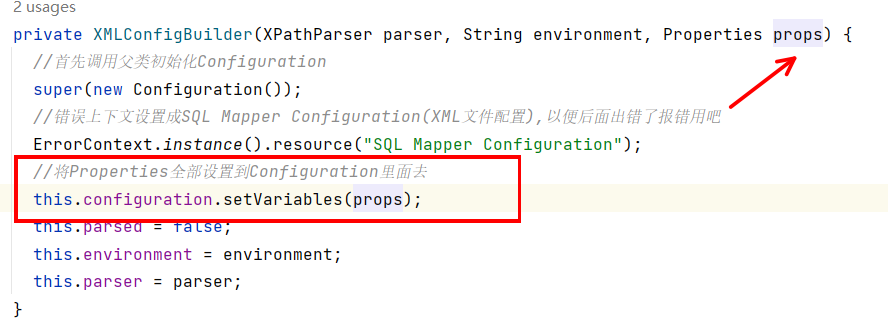 2 usages
private XMLConfigBuilder(XPathParser parser, String environment, Properties props) {
//首先调用父类初始化Configuration
super(new Configuration());
//错误上下文设置成SQL Mapper Configuration(XML文件配置),以便后面出错了报错用吧
ErrorContext.instance().resource("SQL Mapper Configuration");
//将Properties全部设置到Configuration里面去
this.configuration.setVariables(props);
this.parsed = false;
this.environment = environment;
this.parser = parser;
}